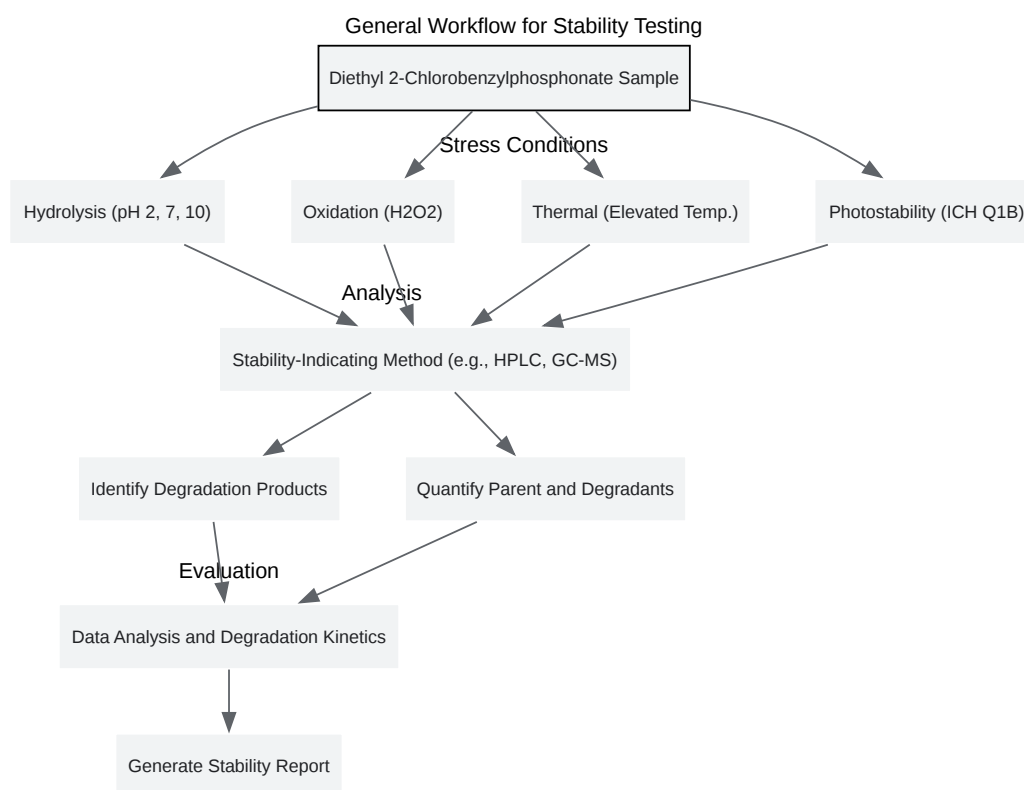 General Workflow for Stability Testing
Diethyl 2-Chlorobenzylphosphonate Sample
Stress Conditions
Hydrolysis (pH 2, 7, 10)
Oxidation (H2O2)
Thermal (Elevated Temp.)
Photostability (ICH Q1B)
Analysis
Stability-Indicating Method (e.g., HPLC, GC-MS)
Identify Degradation Products
Quantify Parent and Degradants
Evaluation
Data Analysis and Degradation Kinetics
Generate Stability Report